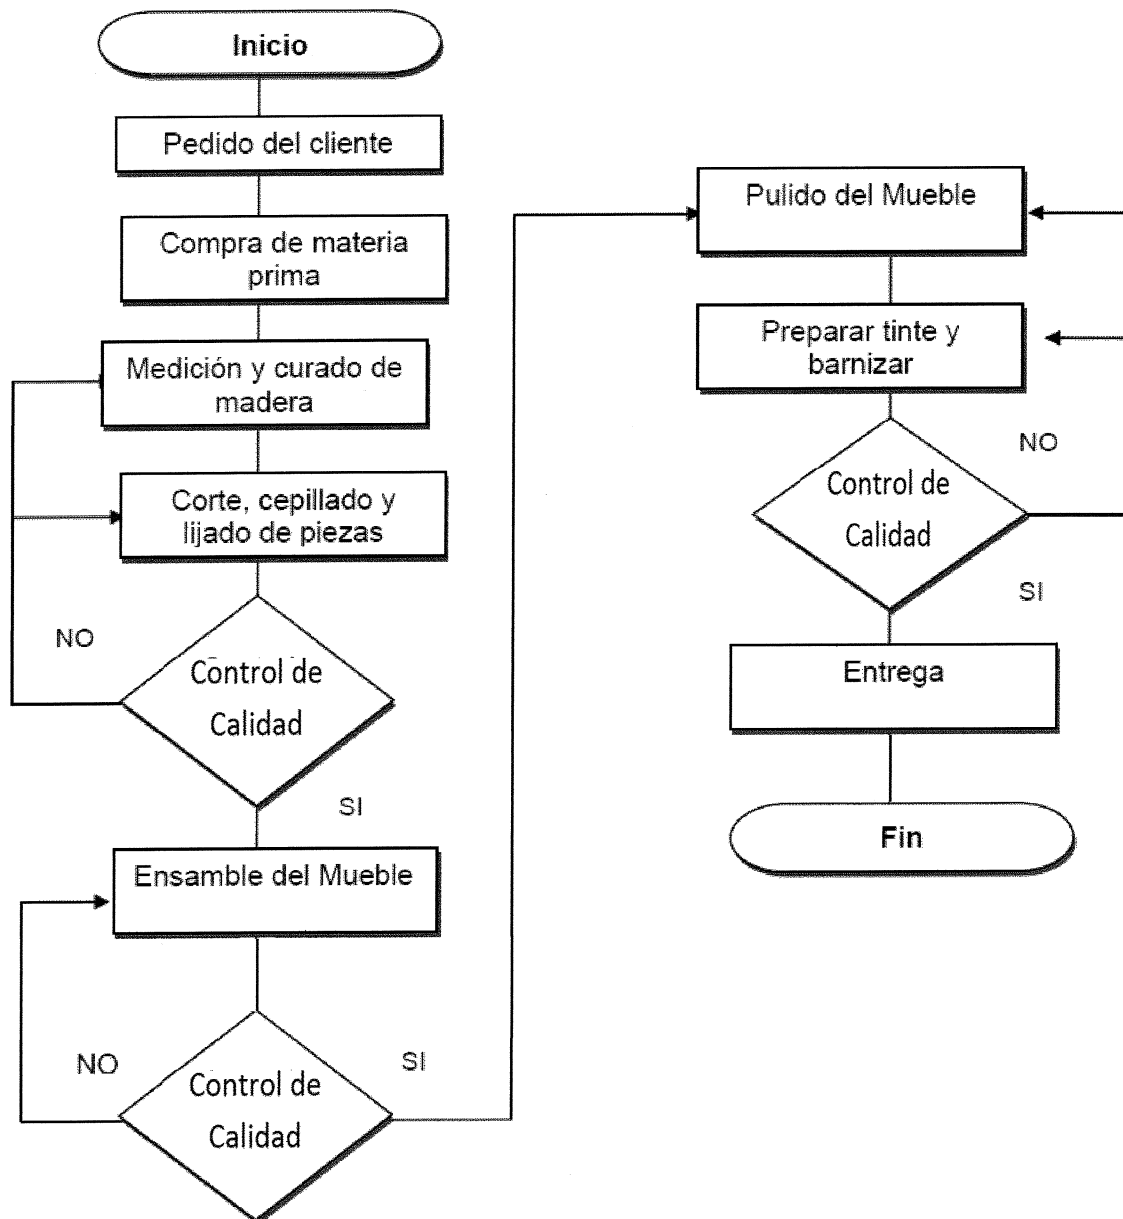 Inicio
Pedido del cliente
Compra de materia
prima
Medición y curado de
madera
Corte, cepillado y
lijado de piezas
NO
Control de
Calidad
SI
Ensamble del Mueble
NO
SI
Control de
Calidad
Pulido del Mueble
Preparar tinte y
barnizar
NO
Control de
Calidad
SI
Entrega
Fin